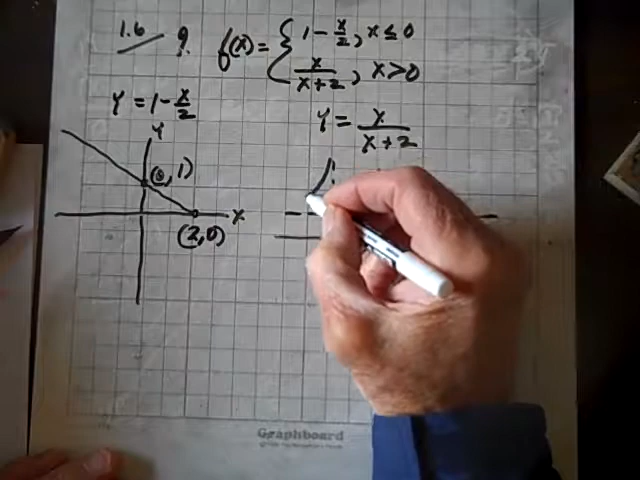 1.6 9.
f(x) = { 1 - x/2, x ≤ 0
x/(x+2), x > 0
Y = 1 - x/2
Y = x/(x+2)
Y
(0, 1)
x
(2, 0)
Graphboard